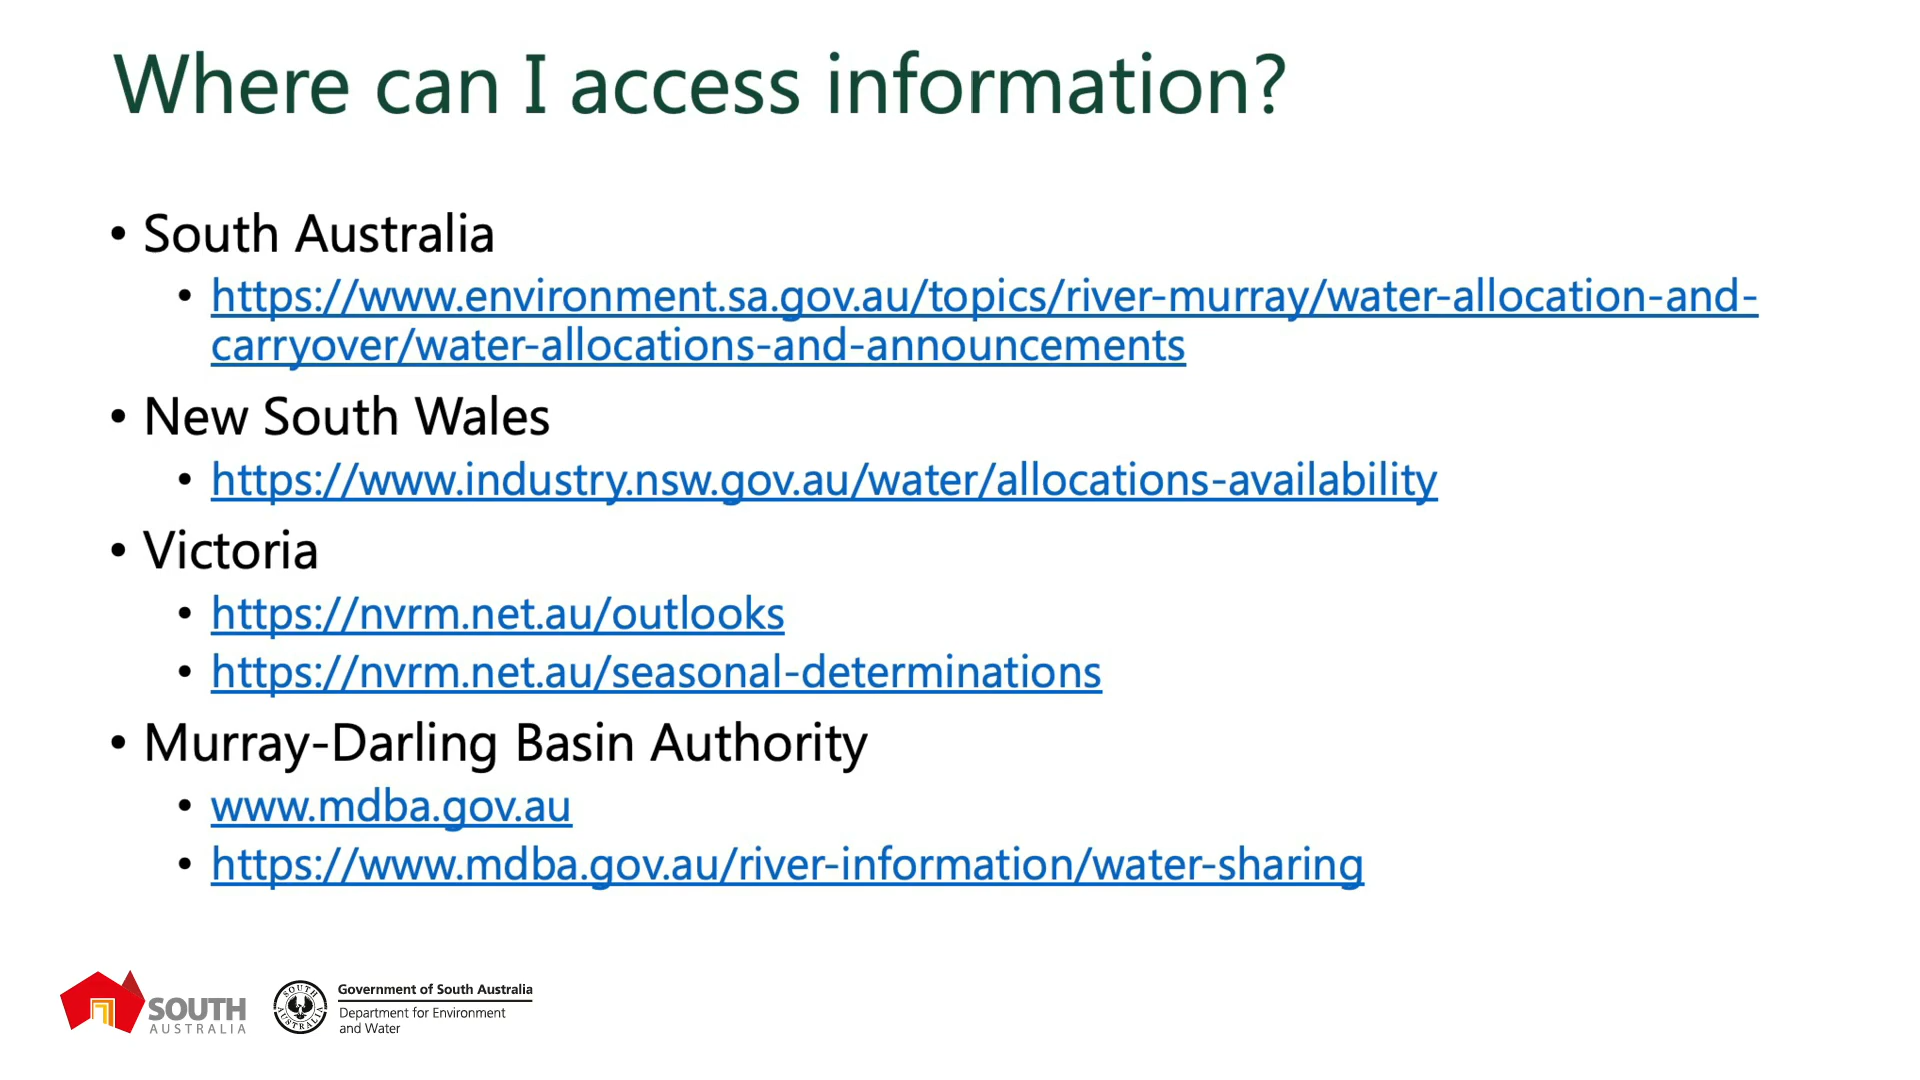 Where can I access information?
• South Australia
• https://www.environment.sa.gov.au/topics/river-murray/water-allocation-and-
carryover/water-allocations-and-announcements
• New South Wales
• https://www.industry.nsw.gov.au/water/allocations-availability
• Victoria
• https://nvrm.net.au/outlooks
• https://nvrm.net.au/seasonal-determinations
• Murray-Darling Basin Authority
• www.mdba.gov.au
• https://www.mdba.gov.au/river-information/water-sharing
SOUTH
AUSTRALIA
SOUTH
AUSTRALIA
Government of South Australia
Department for Environment
and Water